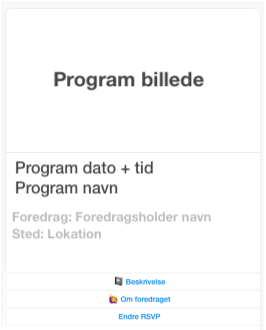 Program billede
Program dato + tid
Program navn
Foredrag: Foredragsholder navn
Sted: Lokation
Beskrivelse
Om foredraget
Endre RSVP